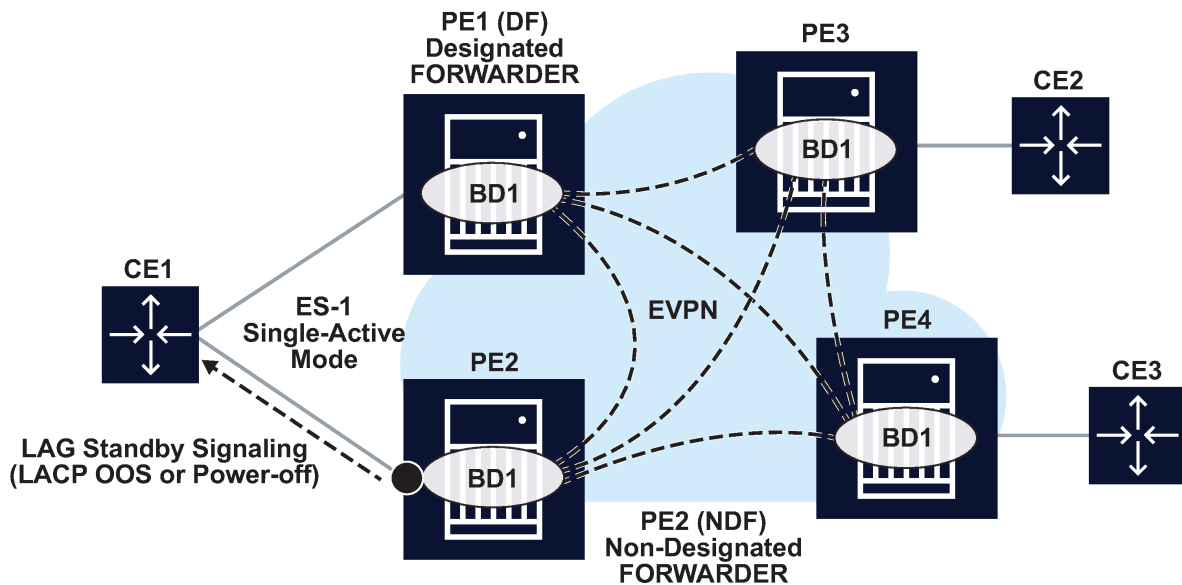 PE1 (DF)
Designated
FORWARDER
PE3
CE2
BD1
BD1
CE1
ES-1
Single-Active
Mode
EVPN
PE4
PE2
CE3
LAG Standby Signaling
(LACP OOS or Power-off)
BD1
BD1
PE2 (NDF)
Non-Designated
FORWARDER